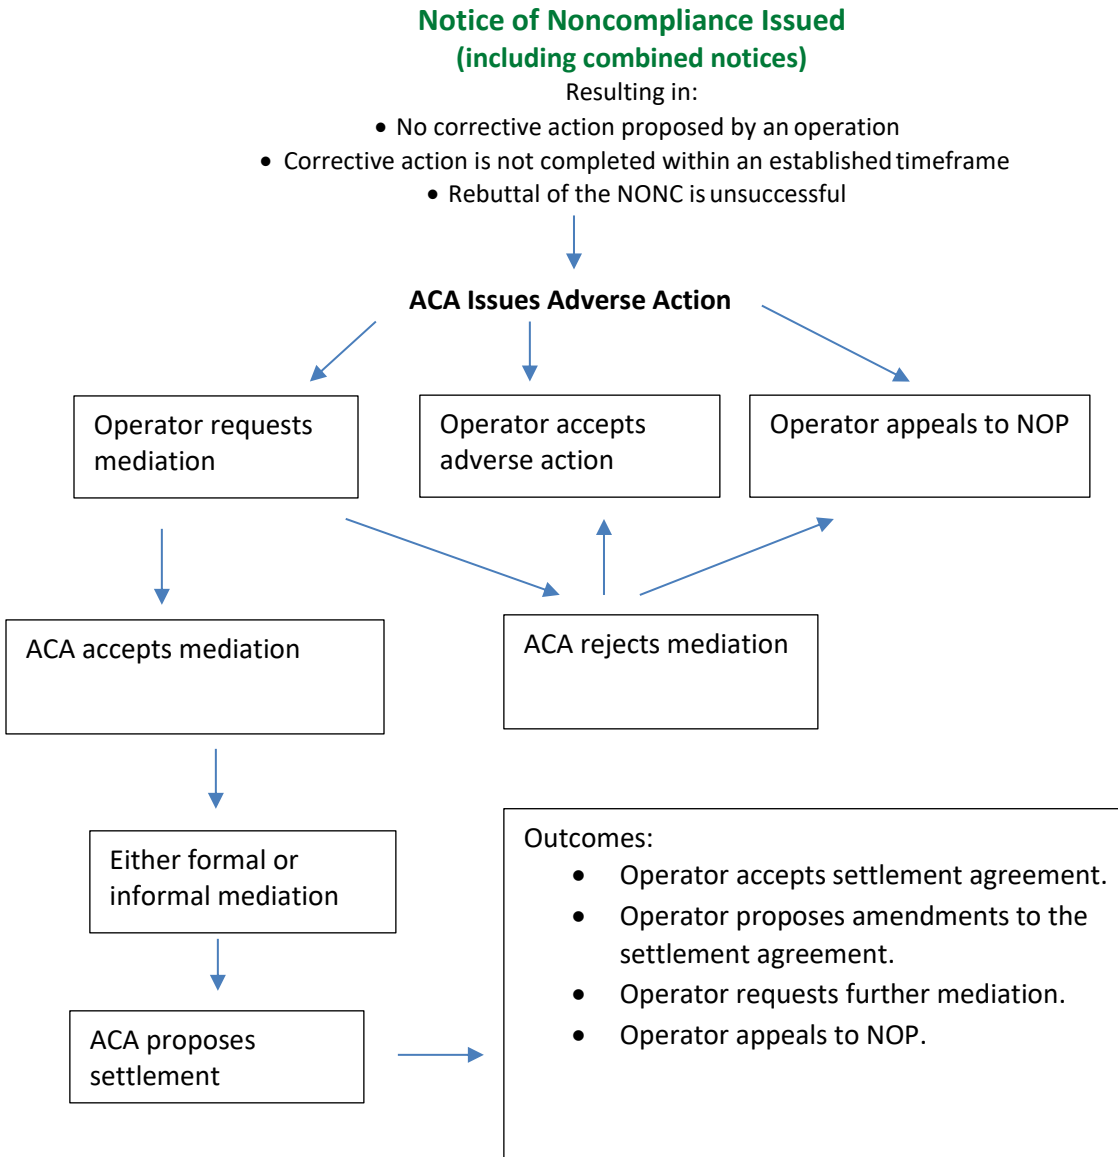 Notice of Noncompliance Issued
(including combined notices)
Resulting in:
• No corrective action proposed by an operation
• Corrective action is not completed within an established timeframe
• Rebuttal of the NONC is unsuccessful
ACA Issues Adverse Action
Operator requests
mediation
Operator accepts
adverse action
Operator appeals to NOP
ACA accepts mediation
ACA rejects mediation
Either formal or
informal mediation
ACA proposes
settlement
Outcomes:
• Operator accepts settlement agreement.
• Operator proposes amendments to the
settlement agreement.
• Operator requests further mediation.
• Operator appeals to NOP.